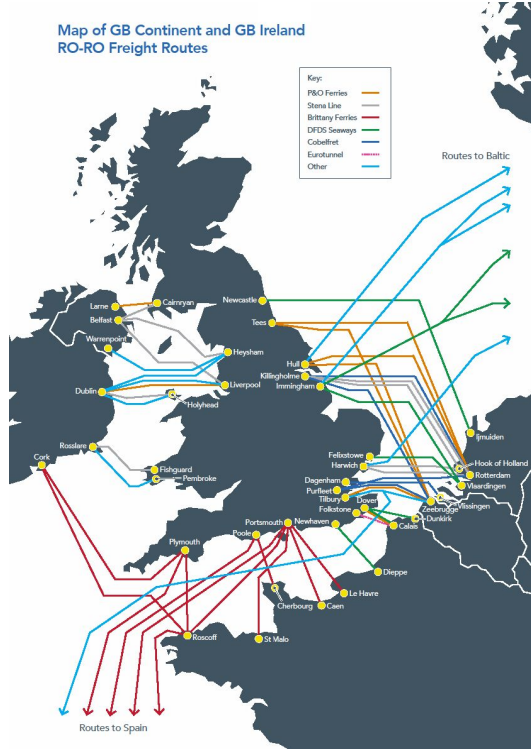 Map of GB Continent and GB Ireland
RO-RO Freight Routes
Key:
P&O Ferries
Stena Line
Brittany Ferries
DFDS Seaways
Cobelfret
Eurotunnel
Other
Routes to Baltic
Larne
Cairnryan
Newcastle
Belfast
Tees
Warrenpoint
Heysham
Hull
Killingholme
Immingham
Dublin
Liverpool
Holyhead
Ijmuiden
Rosslare
Cork
Fishguard
Pembroke
Felixstowe
Harwich
Hook of Holland
Rotterdam
Vlaardingen
Dagenham
Purfleet
Tilbury
Dover
Folkstone
Zeebrugge
Vlissingen
Dunkirk
Calais
Portsmouth
Newhaven
Poole
Plymouth
Dieppe
Le Havre
Cherbourg
Caen
Roscoff
St Malo
Routes to Spain